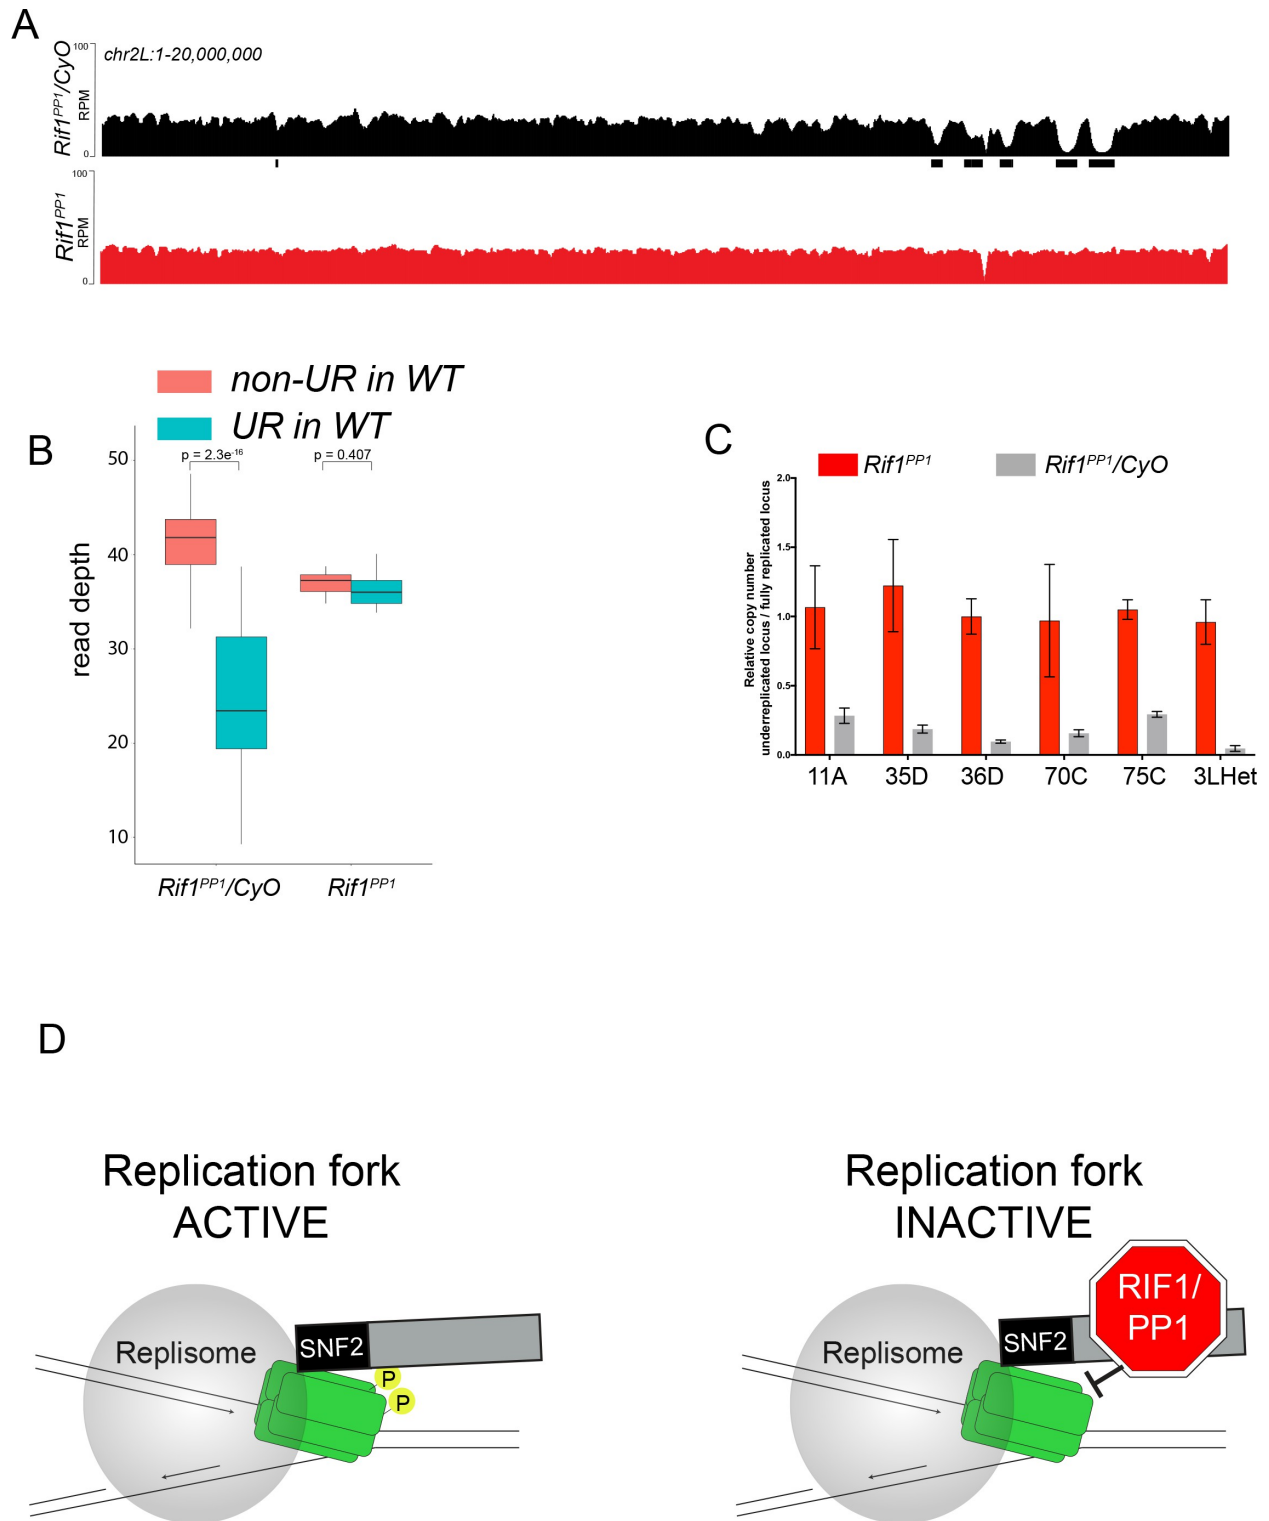 A
Rif1PP1/CyO
RPM
100
0
chr2L:1-20,000,000
Rif1PP1
RPM
100
0
B
non-UR in WT
UR in WT
p = 2.3e-16
p = 0.407
read depth
50
40
30
20
10
Rif1PP1/CyO
Rif1PP1
C
Rif1PP1
Rif1PP1/CyO
Relative copy number
underreplicated locus / fully replicated locus
2.0
1.5
1.0
0.5
0.0
11A
35D
36D
70C
75C
3LHet
D
Replication fork
ACTIVE
Replisome
SNF2
P
P
Replication fork
INACTIVE
Replisome
SNF2
RIF1/
PP1